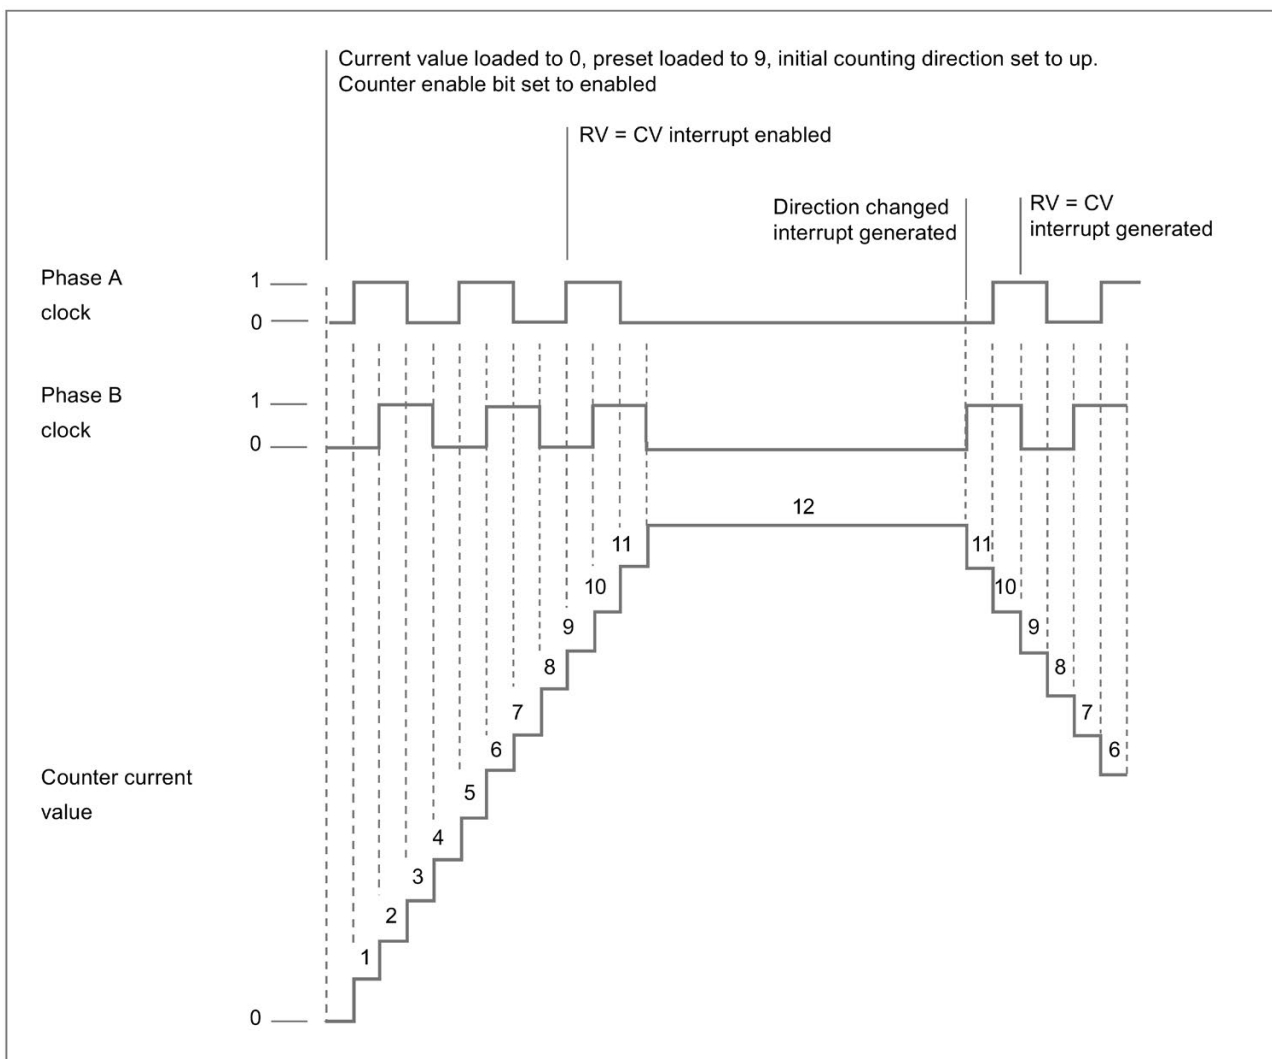 Current value loaded to 0, preset loaded to 9, initial counting direction set to up.
Counter enable bit set to enabled
RV = CV interrupt enabled
Direction changed
interrupt generated
RV = CV
interrupt generated
Phase A
clock
1
0
Phase B
clock
1
0
12
11
11
10
10
9
9
8
8
7
7
6
6
5
4
3
2
1
Counter current
value
0